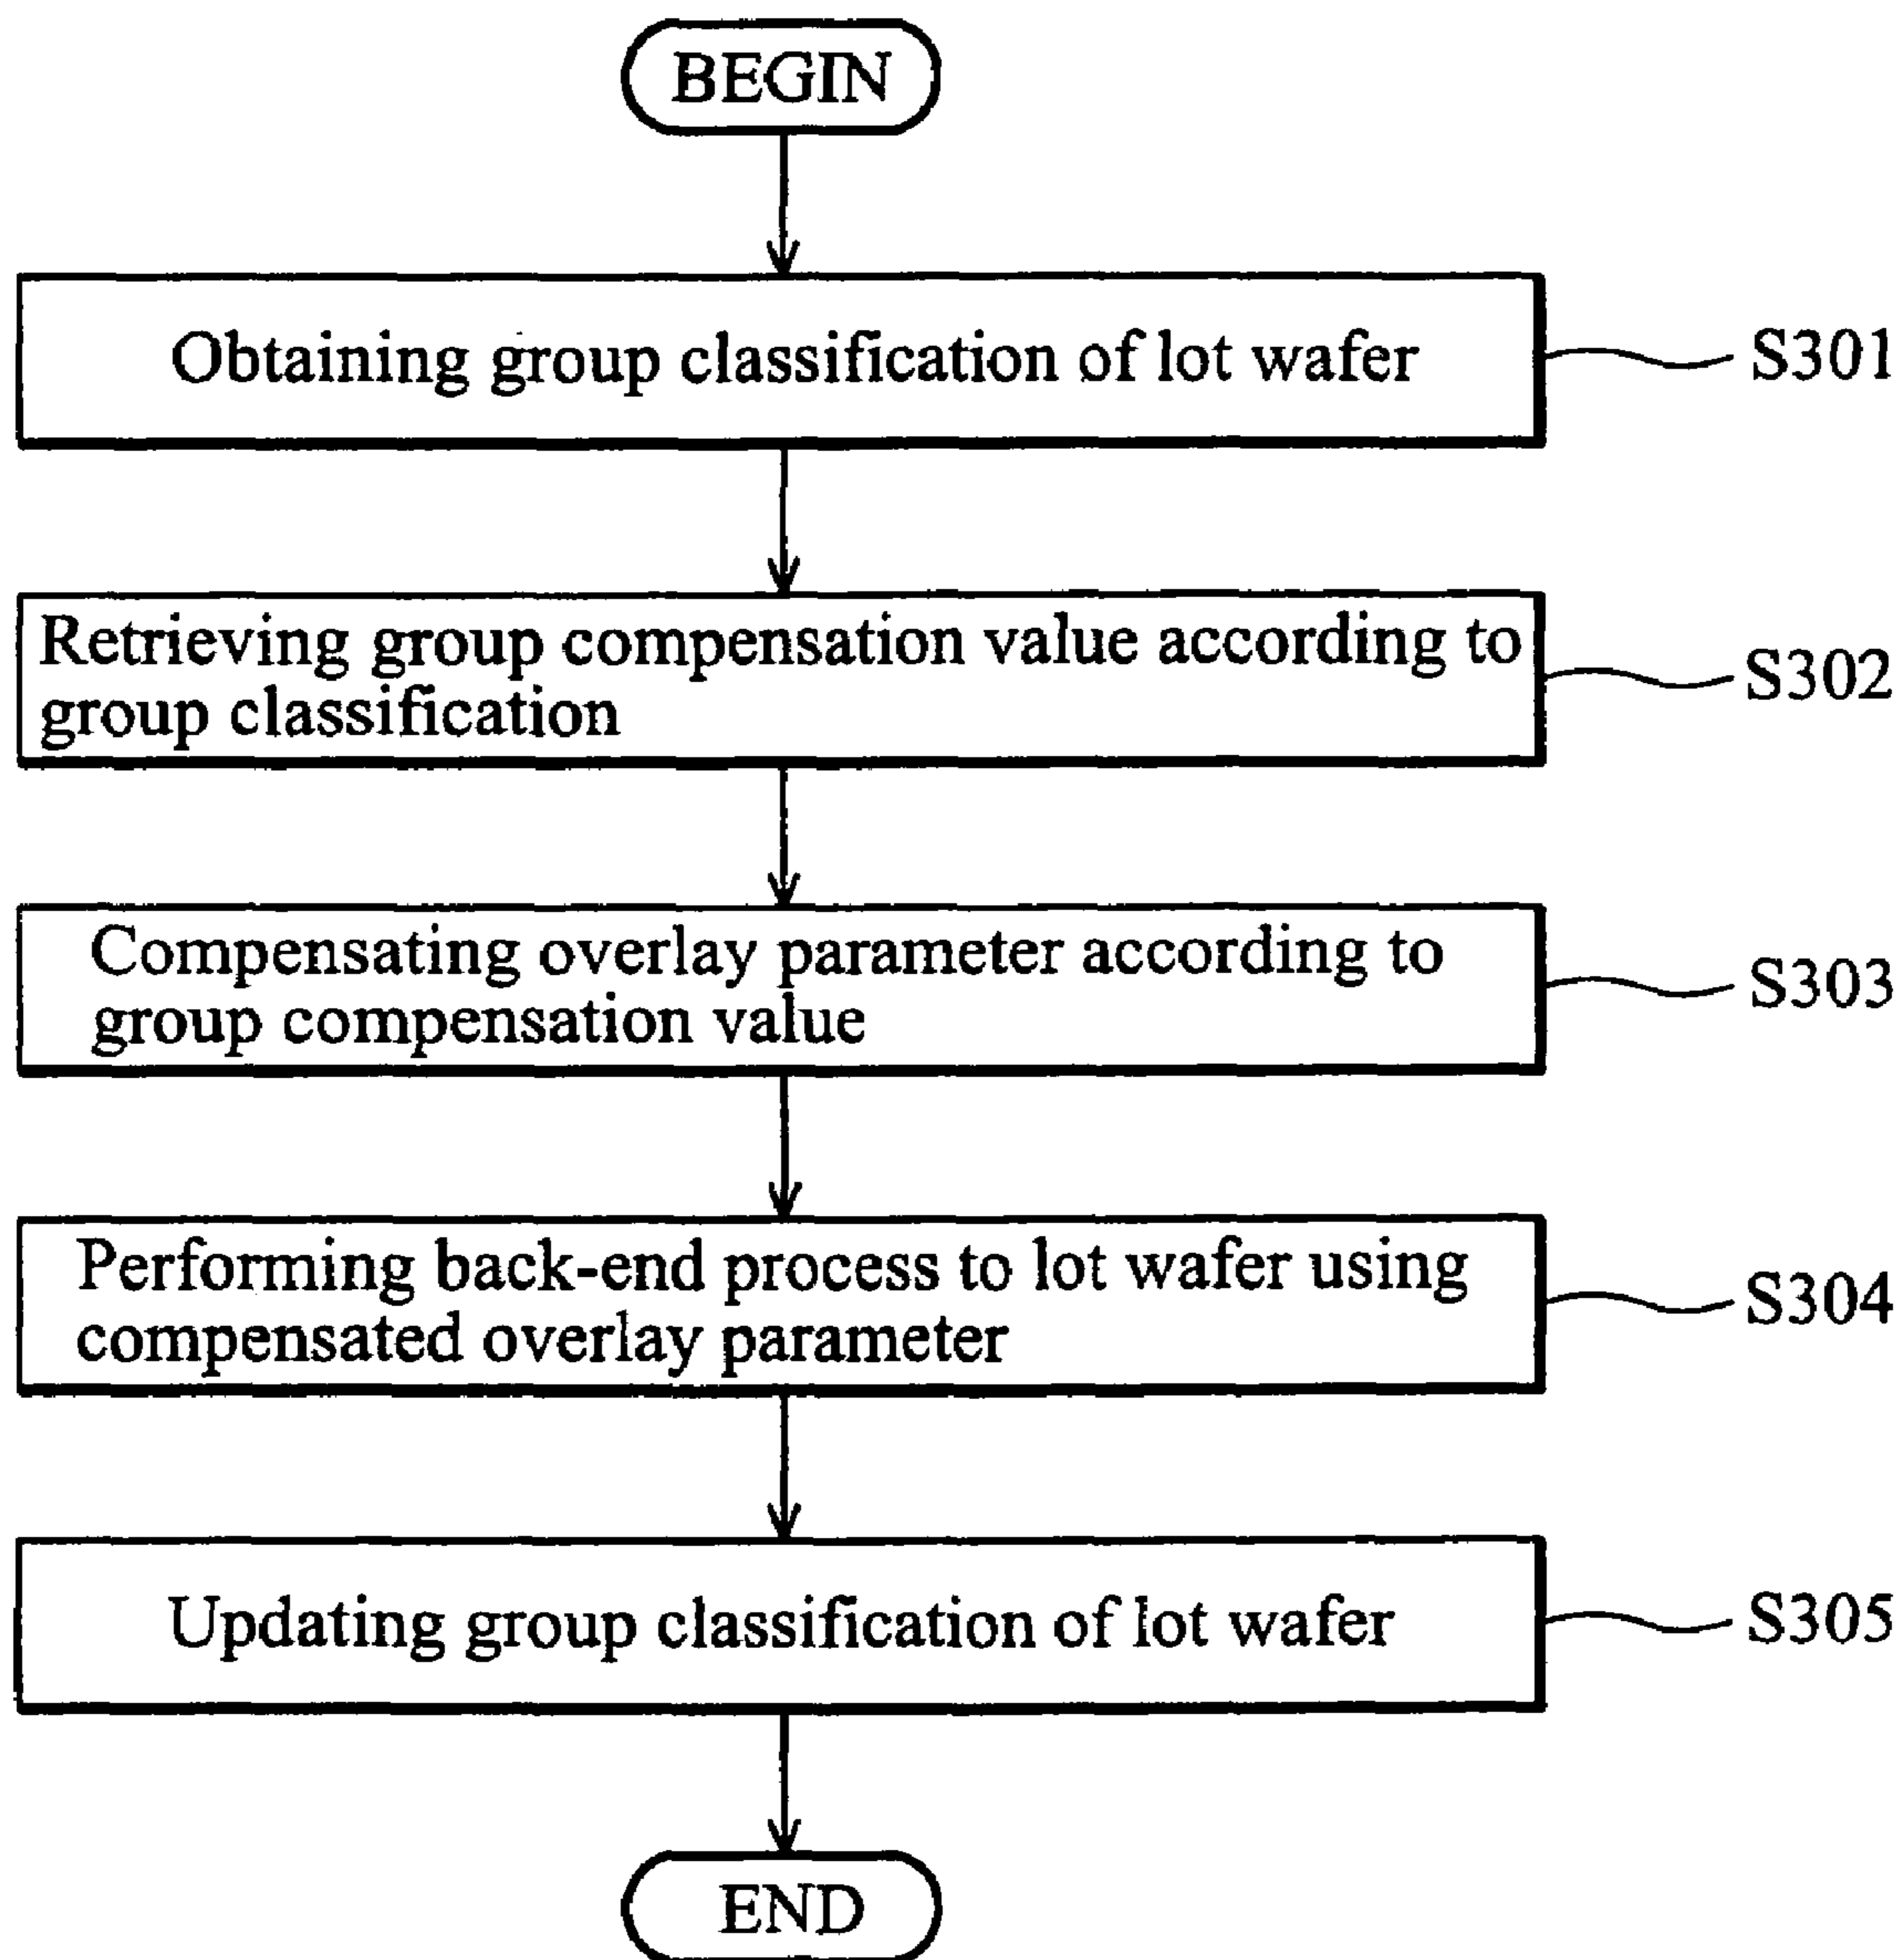 BEGIN
Obtaining group classification of lot wafer
S301
Retrieving group compensation value according to
group classification
S302
Compensating overlay parameter according to
group compensation value
S303
Performing back-end process to lot wafer using
compensated overlay parameter
S304
Updating group classification of lot wafer
S305
END